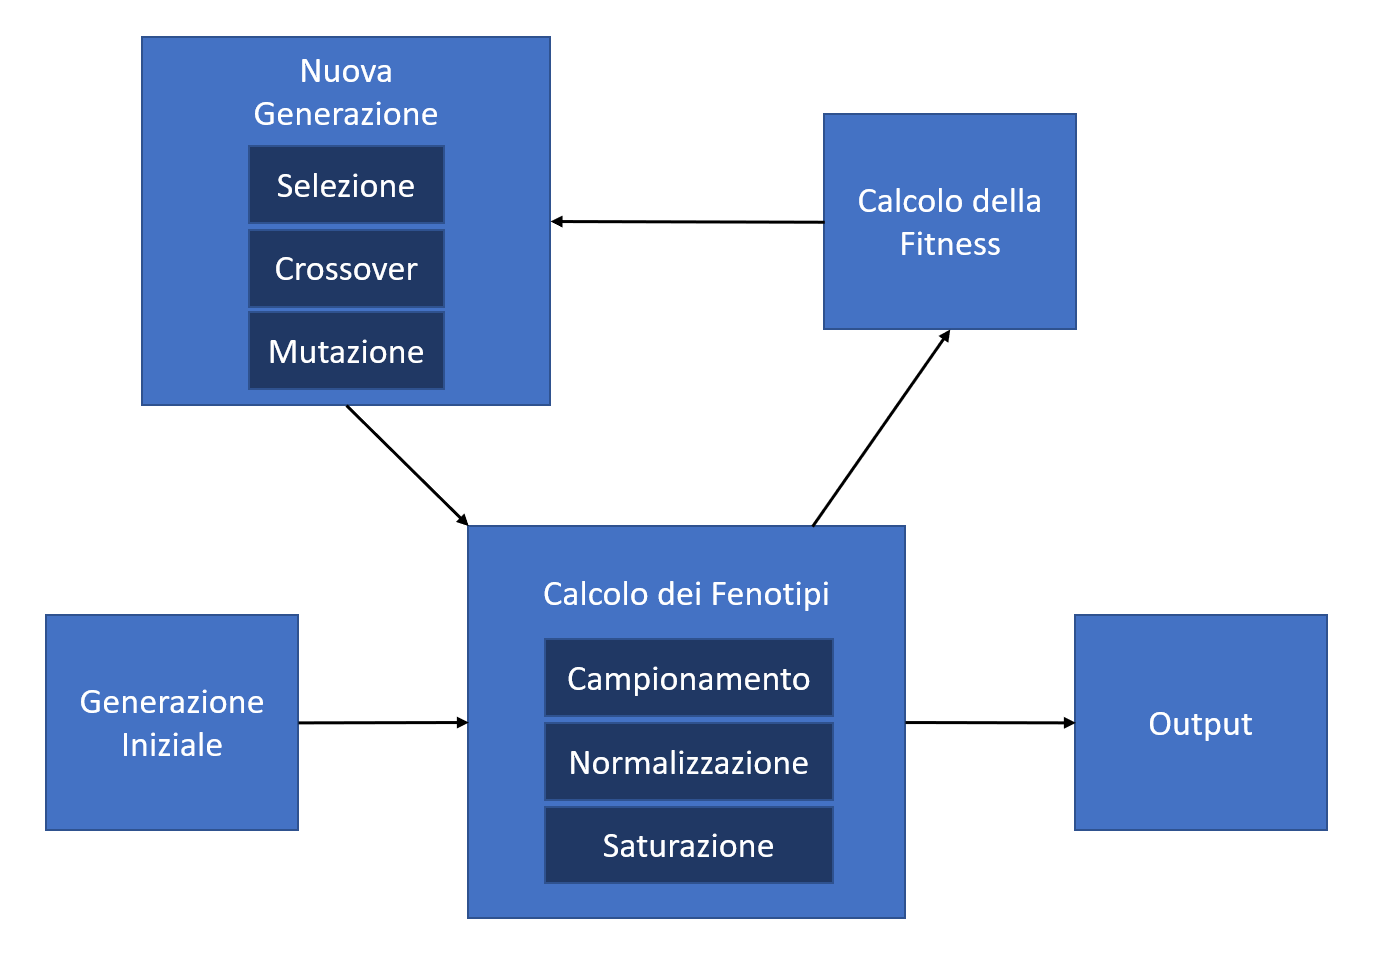 Nuova
Generazione
Selezione
Crossover
Mutazione
Calcolo della
Fitness
Calcolo dei Fenotipi
Campionamento
Normalizzazione
Saturazione
Generazione
Iniziale
Output